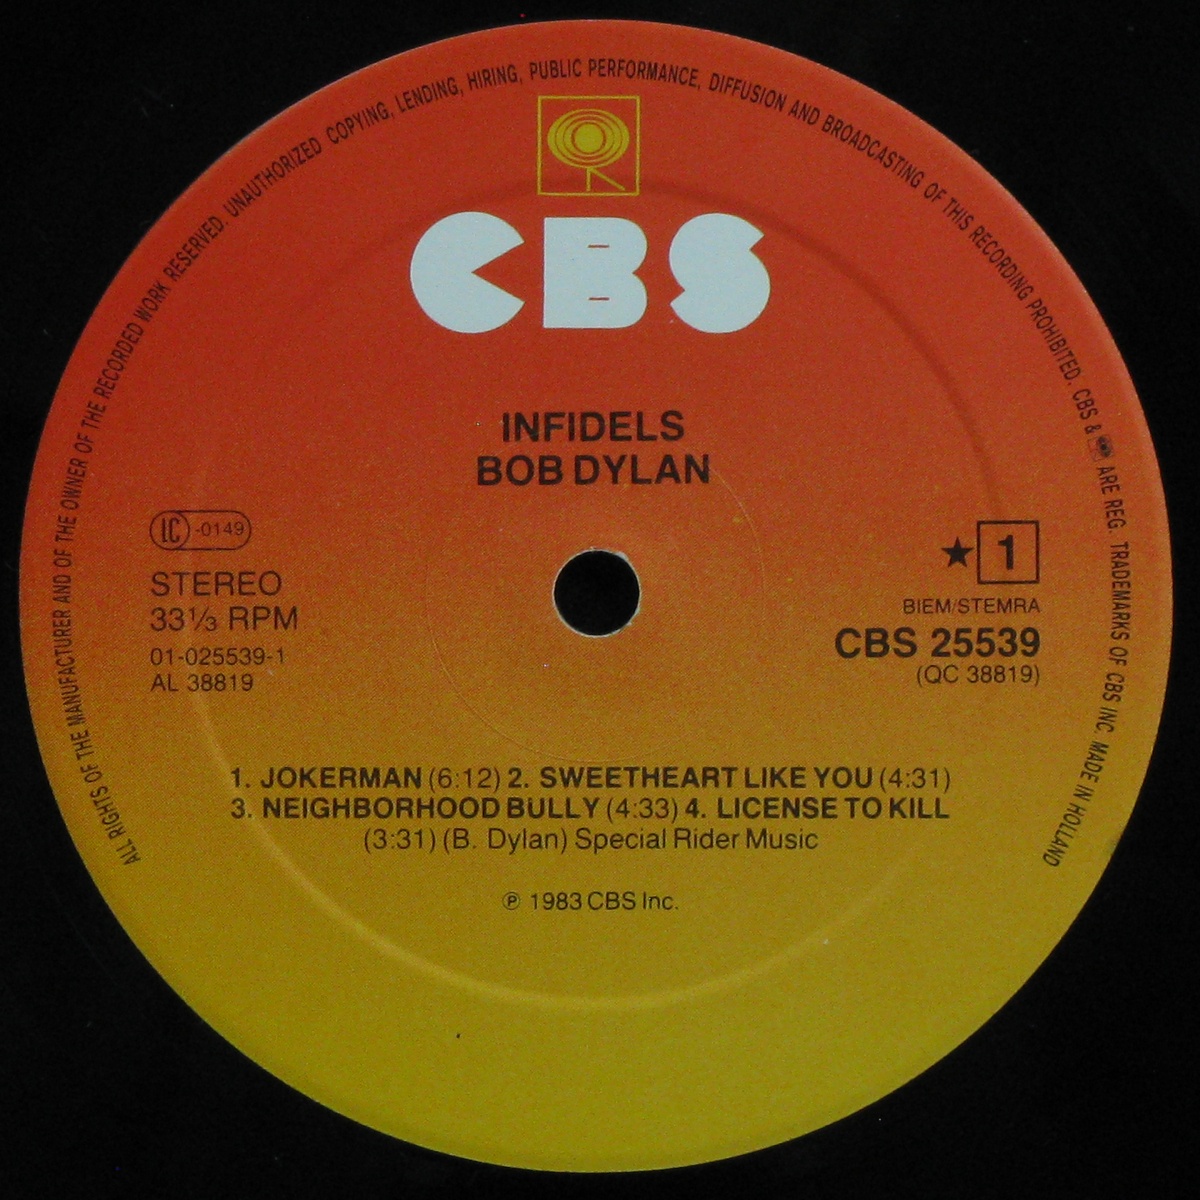 ALL RIGHTS OF THE MANUFACTURER AND OF THE OWNER OF THE RECORDED WORK RESERVED. UNAUTHORIZED COPYING, LENDING, HIRING, PUBLIC PERFORMANCE, DIFFUSION AND BROADCASTING OF THIS RECORDING PROHIBITED. CBS & ARE REG. TRADEMARKS OF CBS INC. MADE IN HOLLAND
CBS
INFIDELS
BOB DYLAN
LC -0149
STEREO
33⅓ RPM
01-025539-1
AL 38819
★ 1
BIEM/STEMRA
CBS 25539
(QC 38819)
1. JOKERMAN (6:12) 2. SWEETHEART LIKE YOU (4:31)
3. NEIGHBORHOOD BULLY (4:33) 4. LICENSE TO KILL
(3:31) (B. Dylan) Special Rider Music
℗ 1983 CBS Inc.